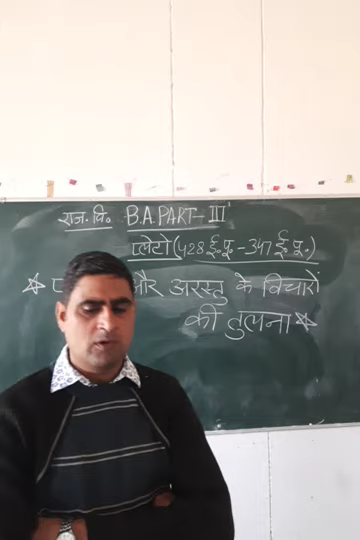 राज. वि. B.A. PART-III
प्लेटो (428 ई.पू. - 347 ई.पू.)
और अरस्तु के विचारों
की तुलना